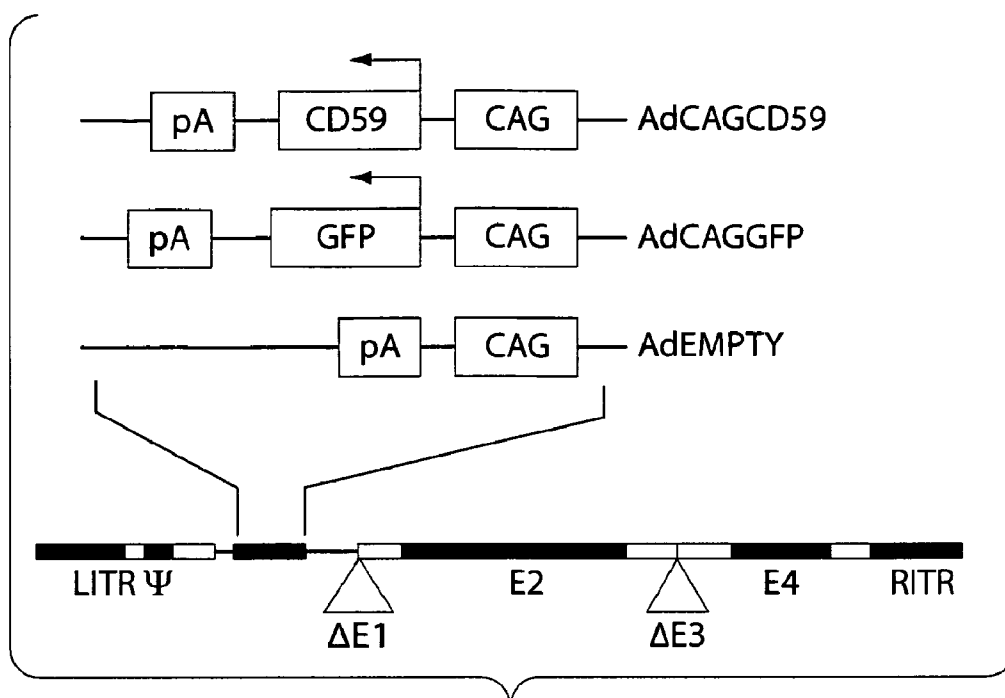 pA CD59 CAG AdCAGCD59
pA GFP CAG AdCAGGFP
pA CAG AdEMPTY
LITR Ψ E2 E4 RITR
ΔE1 ΔE3